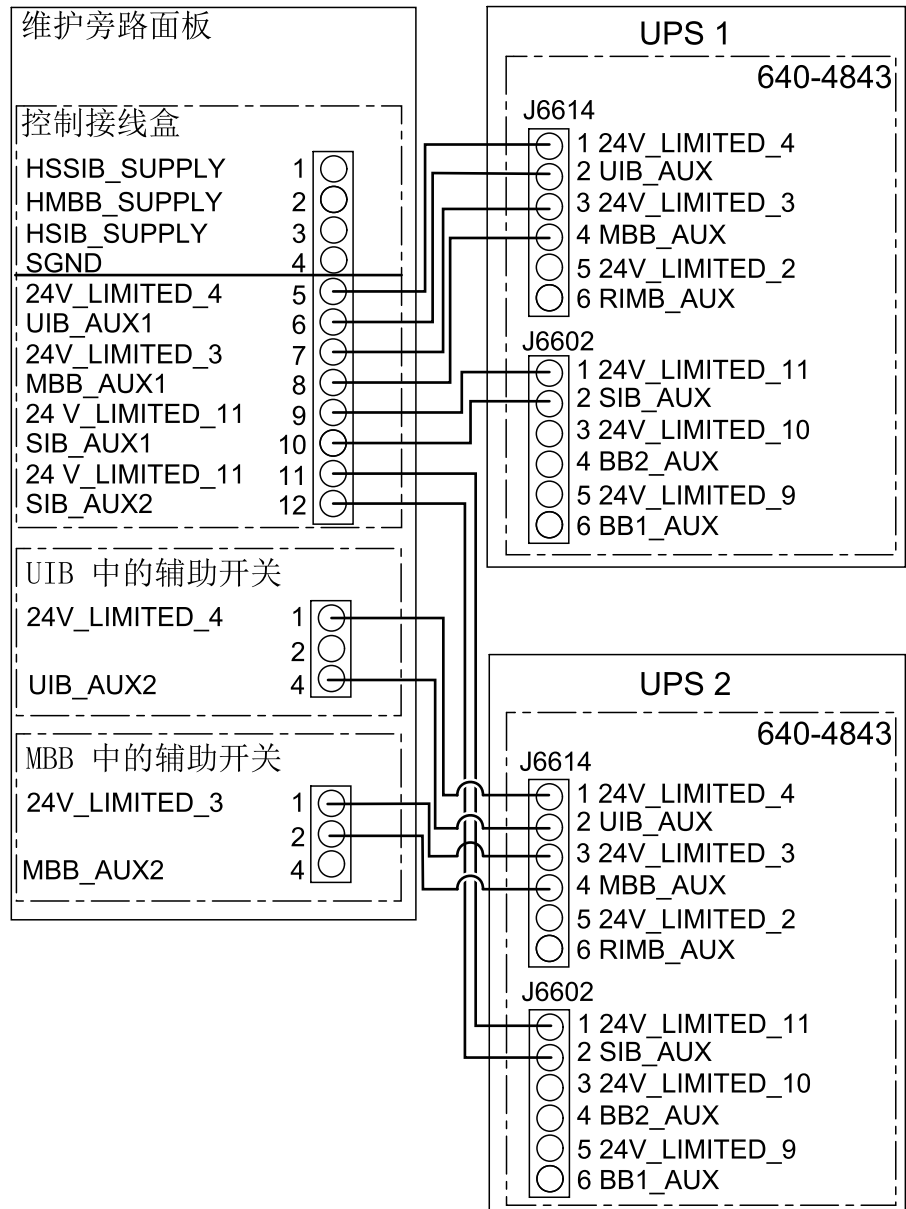 维护旁路面板
控制接线盒
HSSIB_SUPPLY 1
HMBB_SUPPLY 2
HSIB_SUPPLY 3
SGND 4
24V_LIMITED_4 5
UIB_AUX1 6
24V_LIMITED_3 7
MBB_AUX1 8
24 V_LIMITED_11 9
SIB_AUX1 10
24 V_LIMITED_11 11
SIB_AUX2 12
UIB 中的辅助开关
24V_LIMITED_4 1
2
UIB_AUX2 4
MBB 中的辅助开关
24V_LIMITED_3 1
2
MBB_AUX2 4
UPS 1
640-4843
J6614
1 24V_LIMITED_4
2 UIB_AUX
3 24V_LIMITED_3
4 MBB_AUX
5 24V_LIMITED_2
6 RIMB_AUX
J6602
1 24V_LIMITED_11
2 SIB_AUX
3 24V_LIMITED_10
4 BB2_AUX
5 24V_LIMITED_9
6 BB1_AUX
UPS 2
640-4843
J6614
1 24V_LIMITED_4
2 UIB_AUX
3 24V_LIMITED_3
4 MBB_AUX
5 24V_LIMITED_2
6 RIMB_AUX
J6602
1 24V_LIMITED_11
2 SIB_AUX
3 24V_LIMITED_10
4 BB2_AUX
5 24V_LIMITED_9
6 BB1_AUX